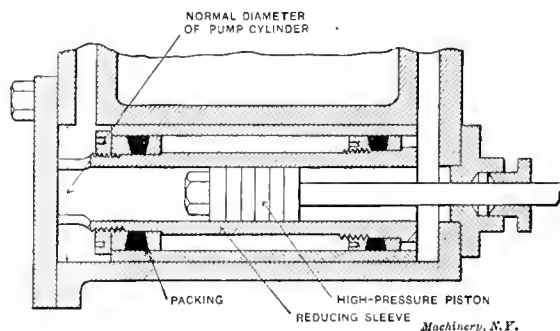 NORMAL DIAMETER
OF PUMP CYLINDER
PACKING
HIGH-PRESSURE PISTON
REDUCING SLEEVE
Machinery, N.Y.